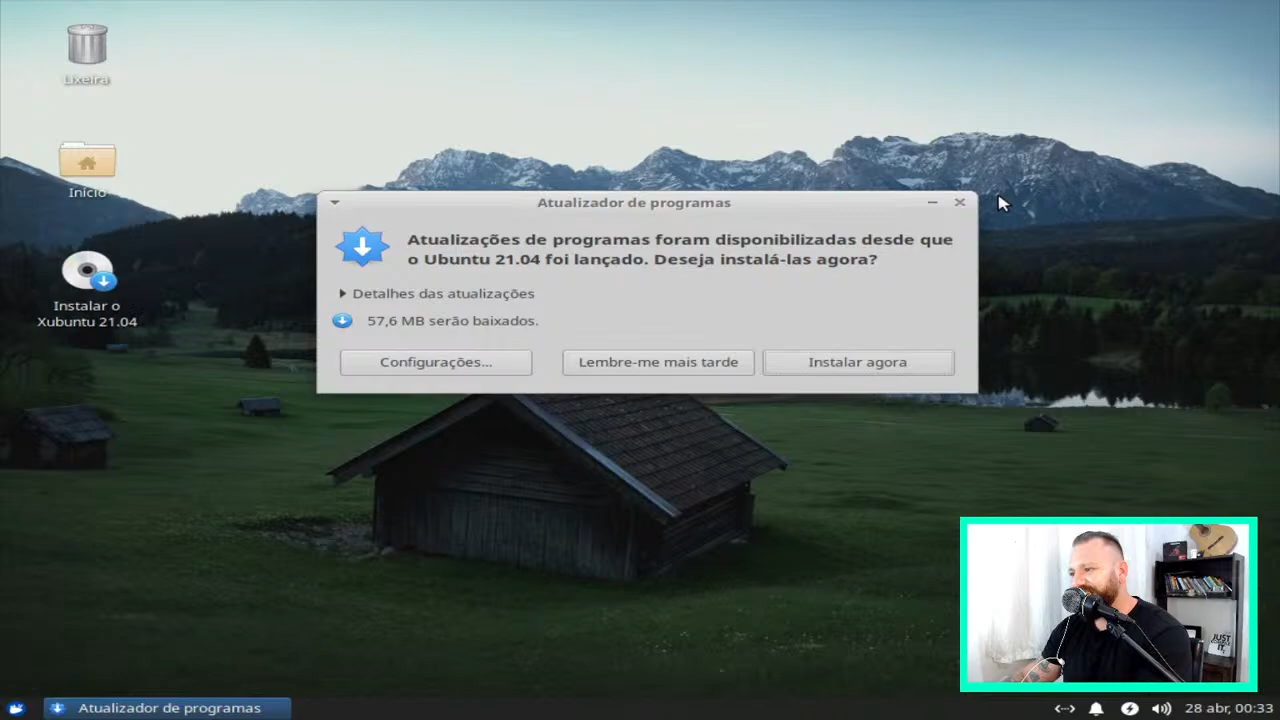 Lixeira
Início
Instalar o
Xubuntu 21.04
Atualizador de programas
Atualizações de programas foram disponibilizadas desde que
o Ubuntu 21.04 foi lançado. Deseja instalá-las agora?
Detalhes das atualizações
57,6 MB serão baixados.
Configurações...
Lembre-me mais tarde
Instalar agora
JUST
Atualizador de programas
28 abr, 00:33